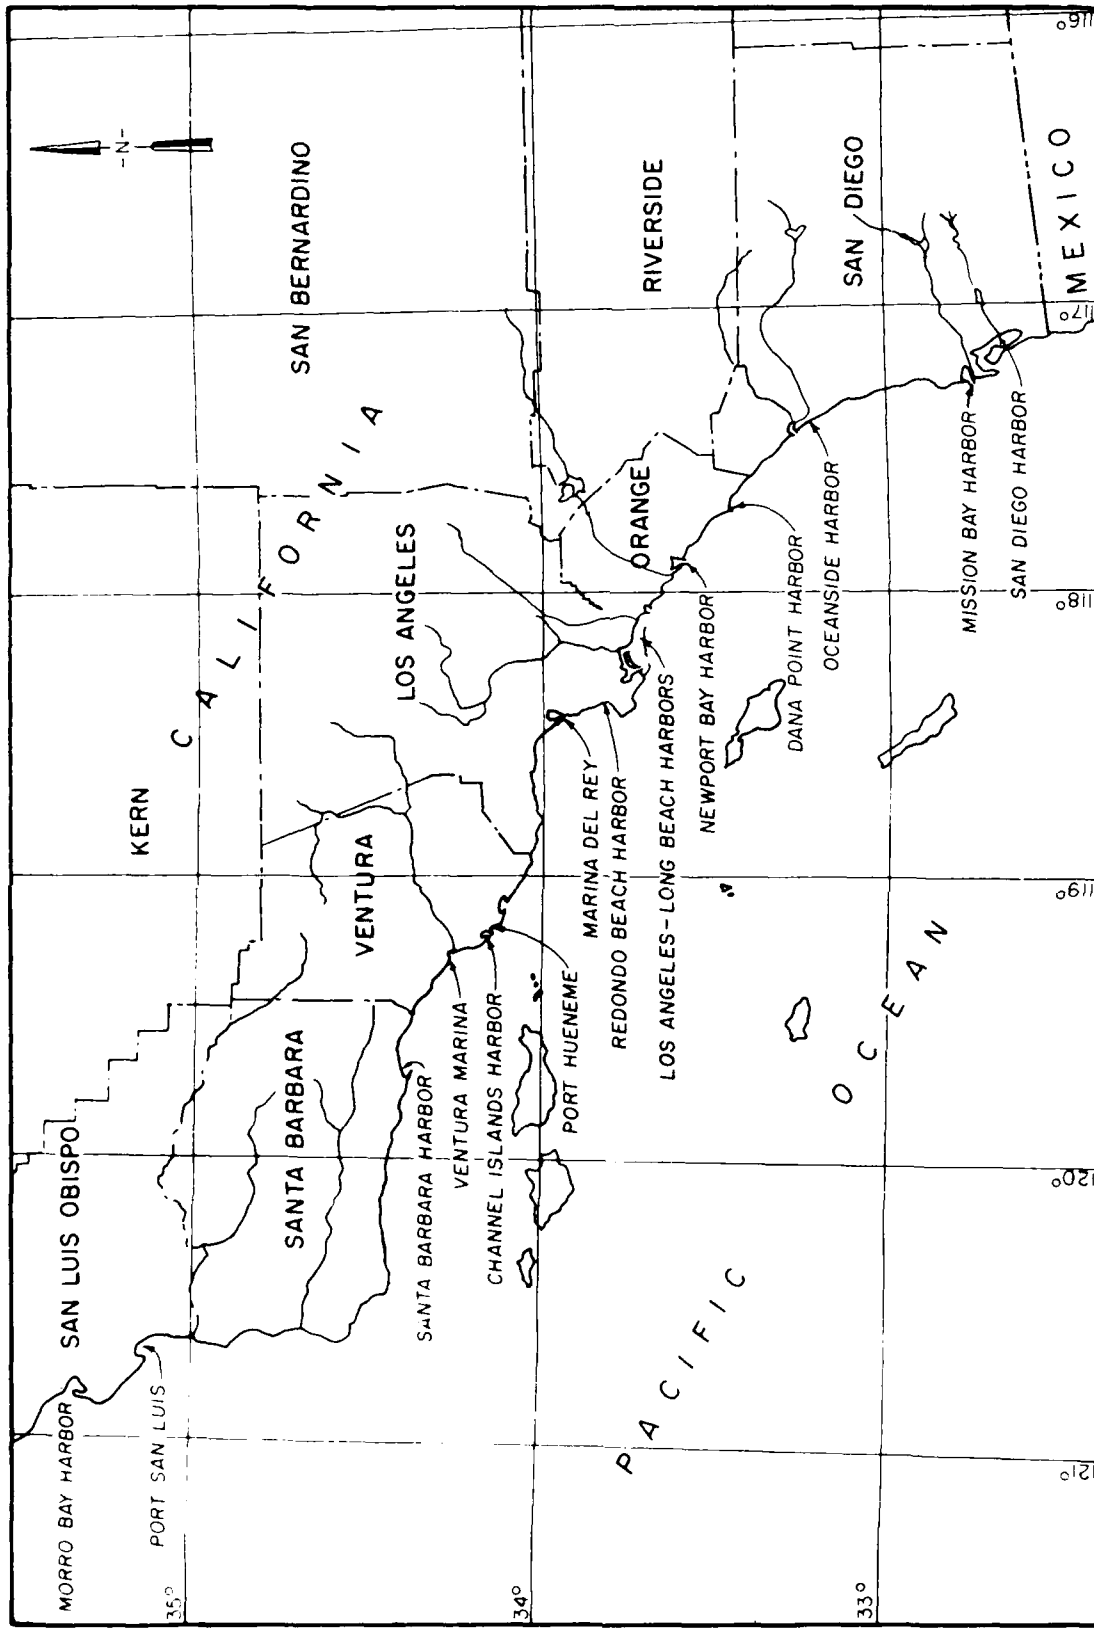 -N-
SAN BERNARDINO
RIVERSIDE
SAN DIEGO
MEXICO
KERN
CALIFORNIA
LOS ANGELES
ORANGE
VENTURA
SANTA BARBARA
SAN LUIS OBISPO
MORRO BAY HARBOR
PORT SAN LUIS
SANTA BARBARA HARBOR
VENTURA MARINA
CHANNEL ISLANDS HARBOR
PORT HUENEME
MARINA DEL REY
REDONDO BEACH HARBOR
LOS ANGELES-LONG BEACH HARBORS
NEWPORT BAY HARBOR
DANA POINT HARBOR
OCEANSIDE HARBOR
MISSION BAY HARBOR
SAN DIEGO HARBOR
PACIFIC OCEAN
35°
34°
33°
121°
120°
119°
118°
117°
116°